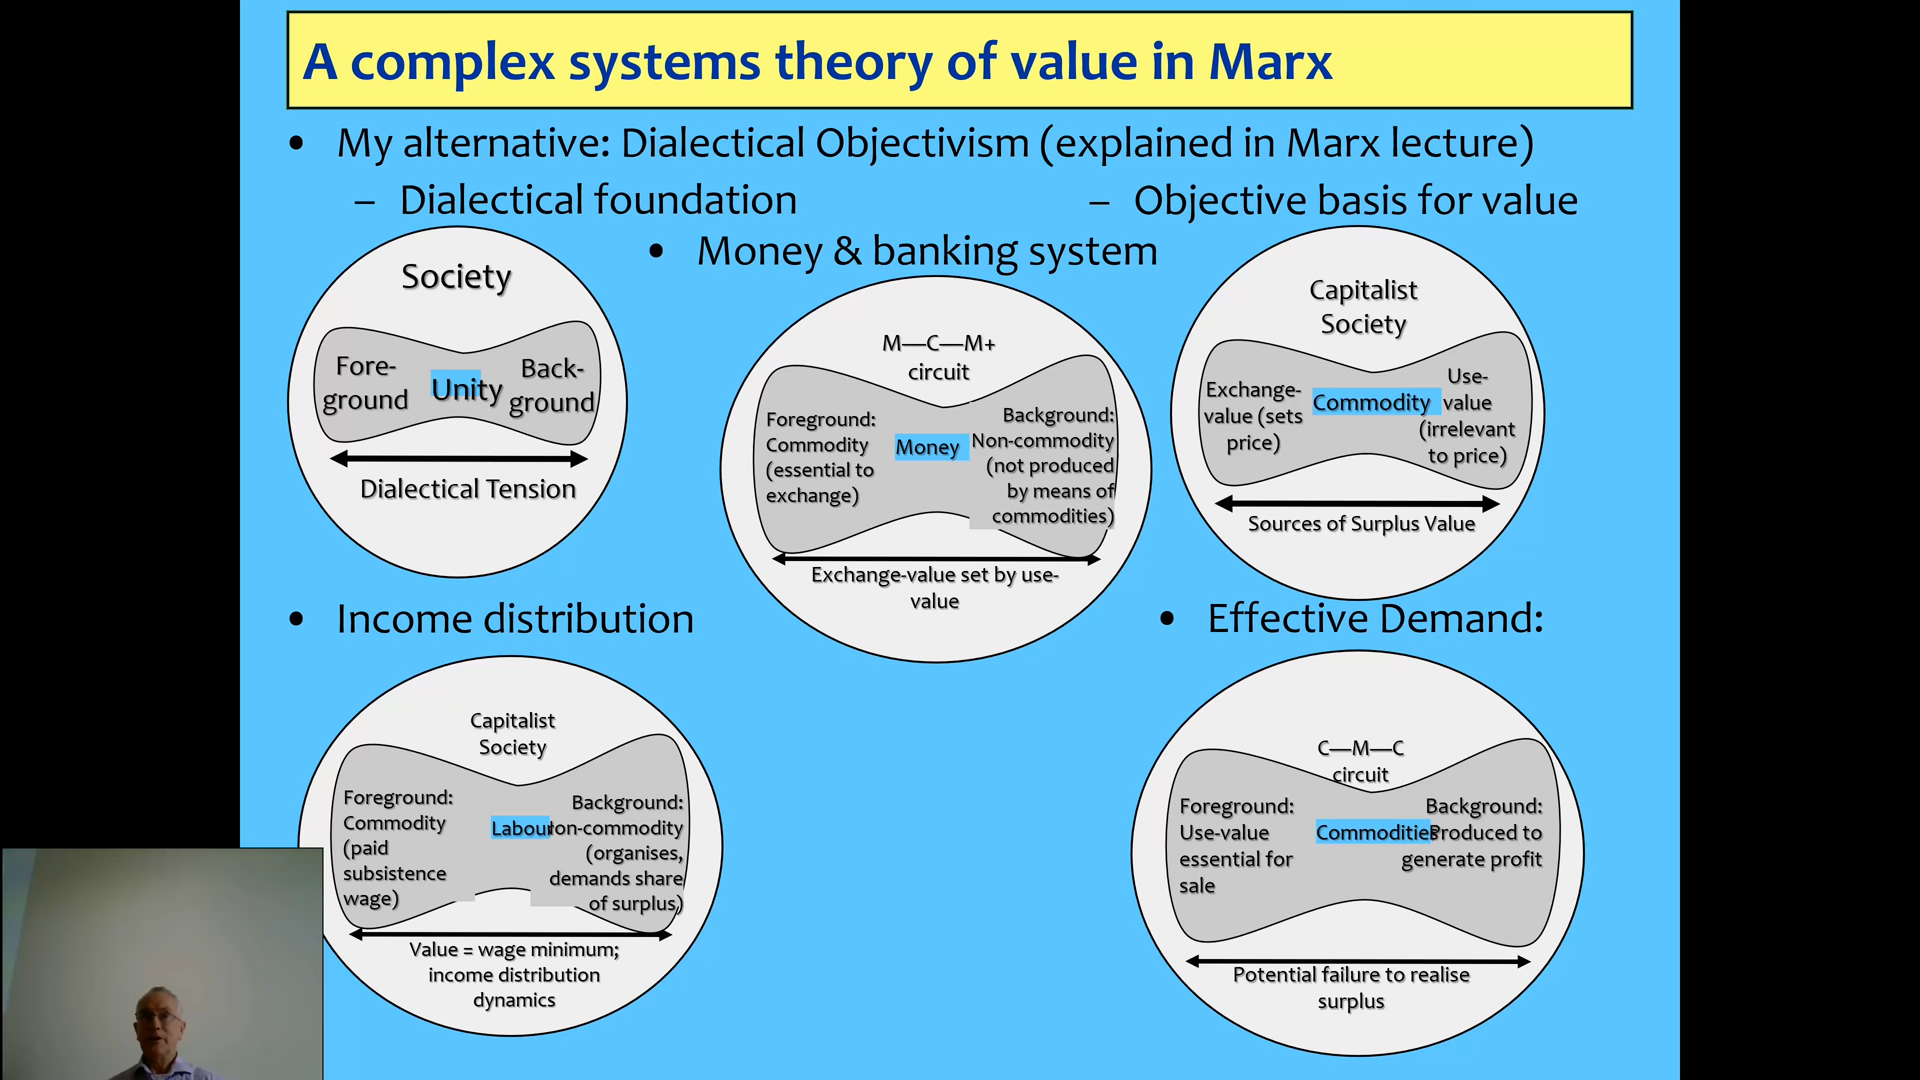 A complex systems theory of value in Marx
• My alternative: Dialectical Objectivism (explained in Marx lecture)
– Dialectical foundation
– Objective basis for value
• Money & banking system
Society
Fore-
ground
Unity
Back-
ground
Dialectical Tension
M—C—M+
circuit
Foreground:
Commodity
(essential to
exchange)
Money
Background:
Non-commodity
(not produced
by means of
commodities)
Exchange-value set by use-
value
Capitalist
Society
Exchange-
value (sets
price)
Commodity
Use-
value
(irrelevant
to price)
Sources of Surplus Value
• Income distribution
Capitalist
Society
Foreground:
Commodity
(paid
subsistence
wage)
Labour
Background:
Non-commodity
(organises,
demands share
of surplus)
Value = wage minimum;
income distribution
dynamics
• Effective Demand:
C—M—C
circuit
Foreground:
Use-value
essential for
sale
Commodities
Background:
Produced to
generate profit
Potential failure to realise
surplus